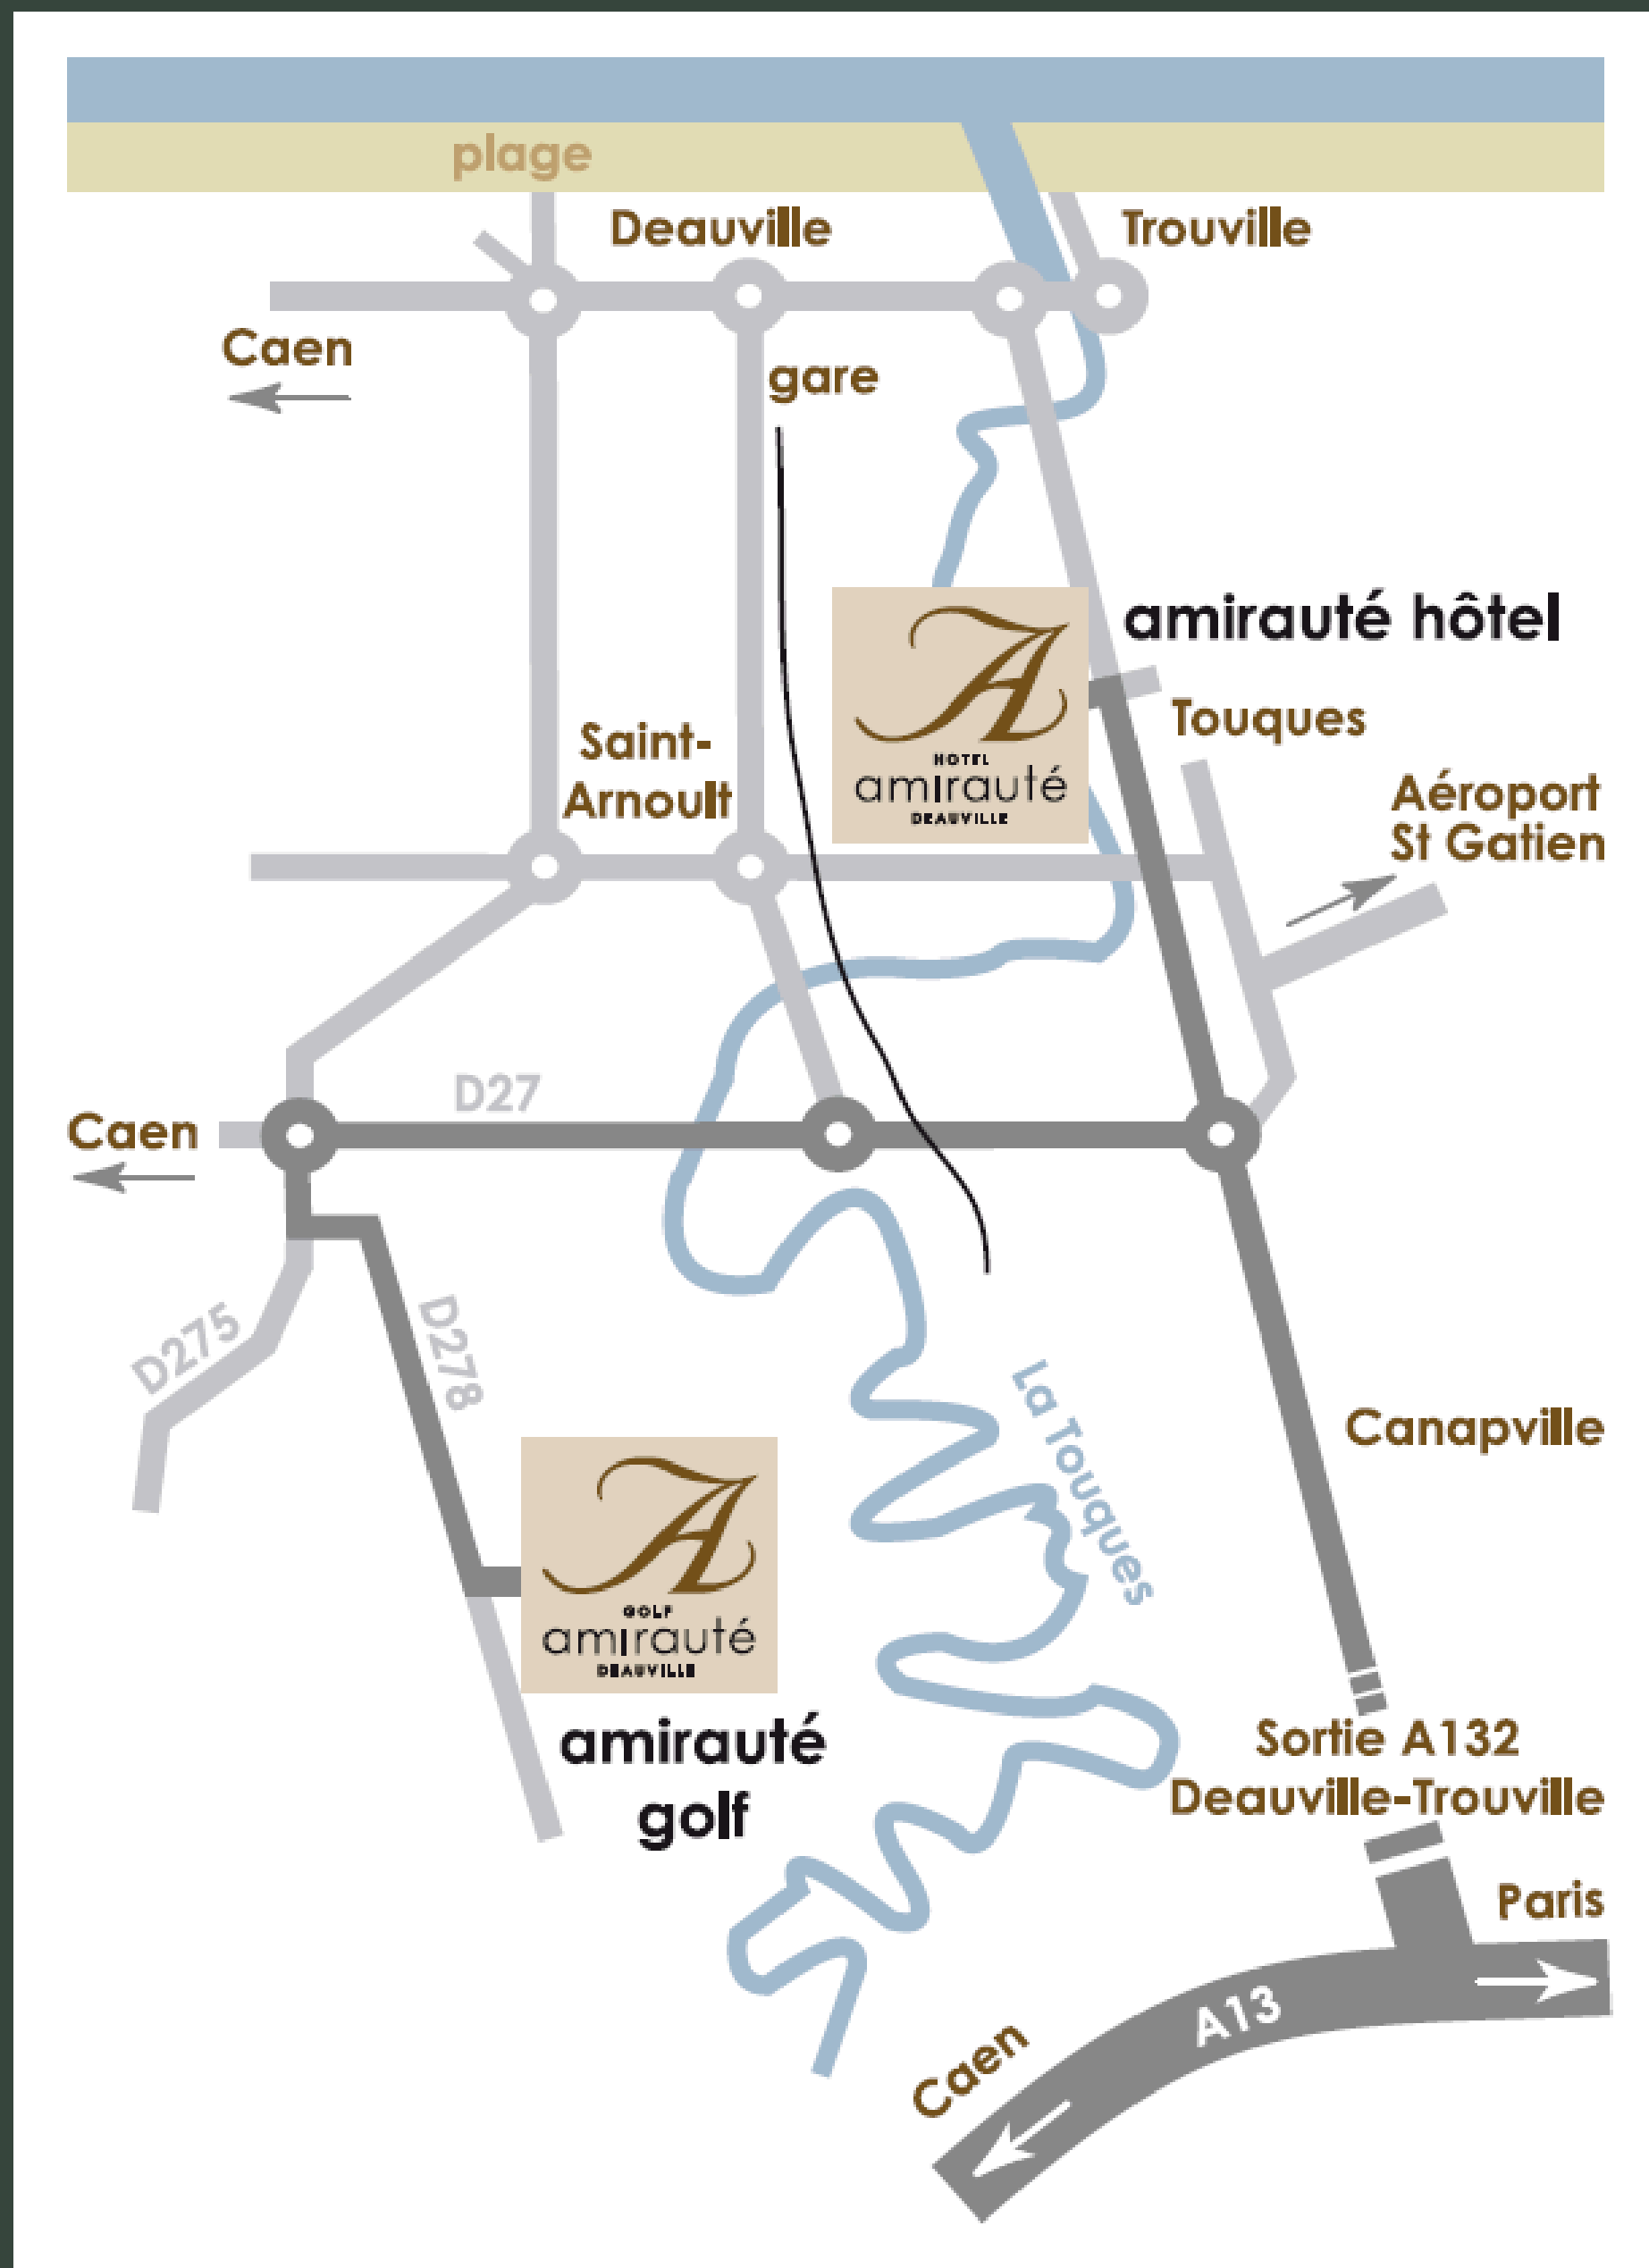 plage
Deauville
Trouville
Caen
gare
amirauté hôtel
HOTEL
amirauté
DEAUVILLE
Touques
Saint-
Arnoult
Aéroport
St Gatien
D27
Caen
D275
D278
La Touques
Canapville
GOLF
amirauté
DEAUVILLE
amirauté
golf
Sortie A132
Deauville-Trouville
Paris
A13
Caen